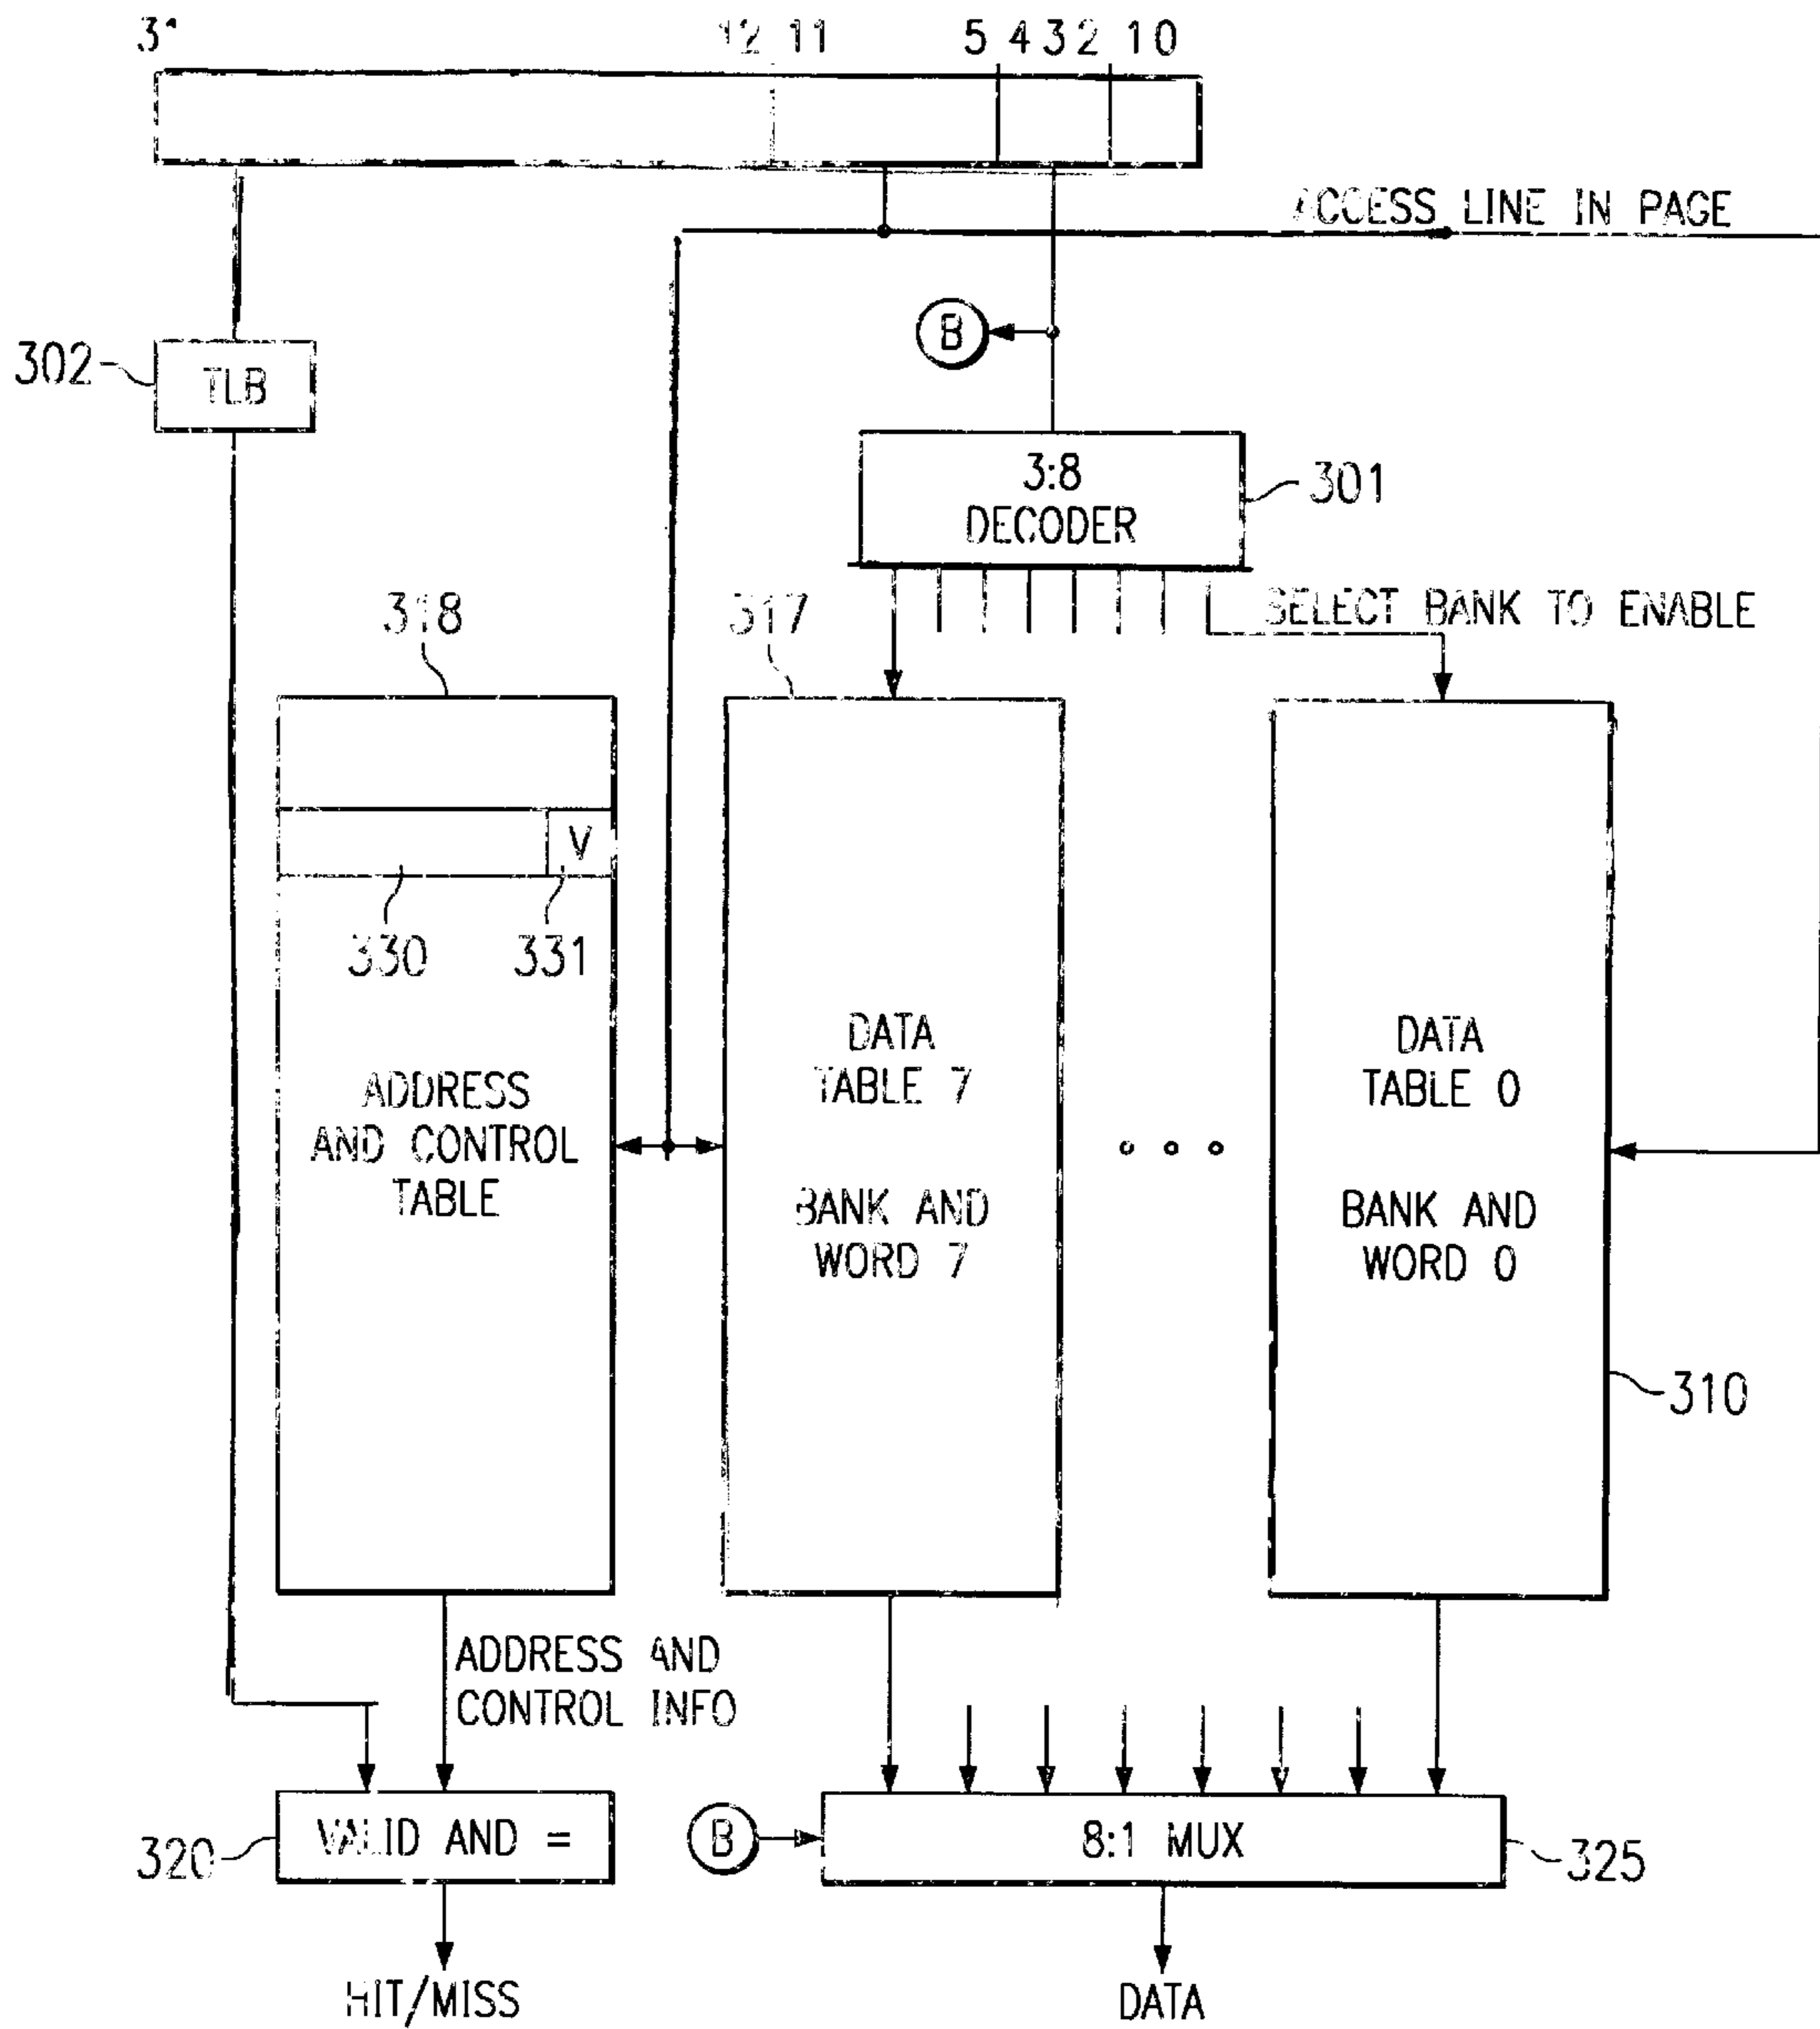 31 12 11 5 4 3 2 1 0
ACCESS LINE IN PAGE
B
302
TLB
3:8
DECODER
301
318
317
SELECT BANK TO ENABLE
V
330
331
ADDRESS
AND CONTROL
TABLE
DATA
TABLE 7
BANK AND
WORD 7
DATA
TABLE 0
BANK AND
WORD 0
310
ADDRESS AND
CONTROL INFO
320
VALID AND =
B
8:1 MUX
325
HIT/MISS
DATA